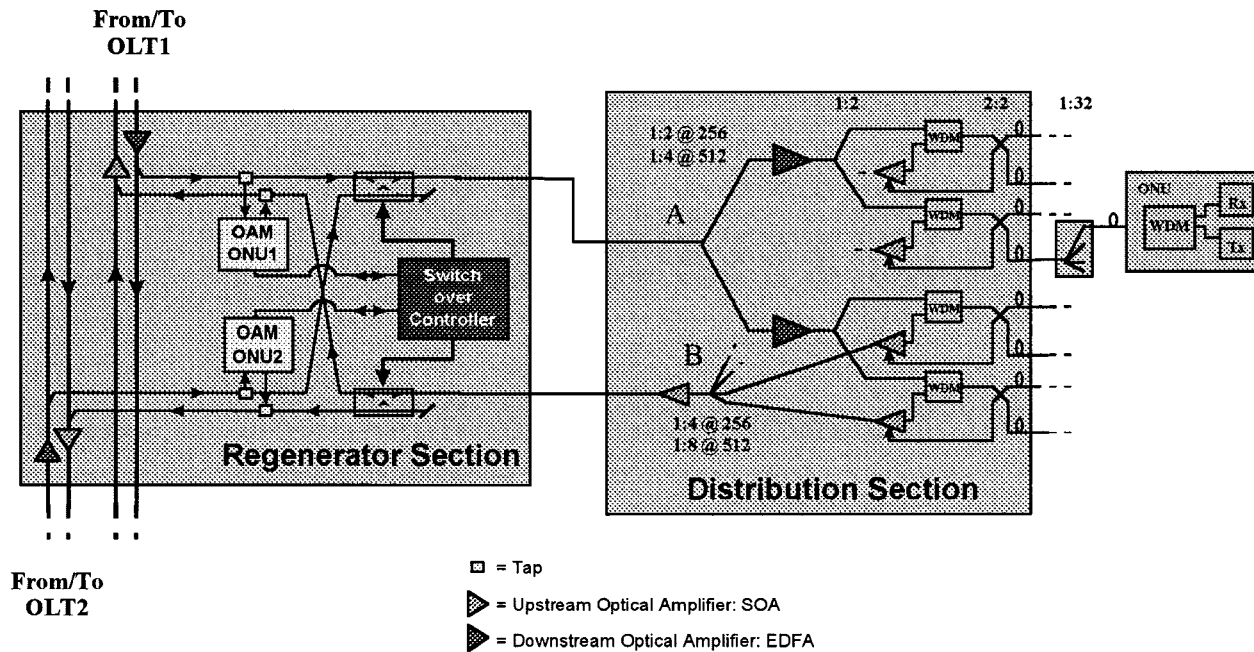 From/To
OLT1
1:2
2:2
1:32
1:2 @ 256
1:4 @ 512
WDM
ONU
Rx
WDM
Tx
OAM
ONU1
A
WDM
Switch
over
Controller
OAM
ONU2
WDM
B
WDM
1:4 @ 256
1:8 @ 512
Regenerator Section
Distribution Section
From/To
OLT2
= Tap
= Upstream Optical Amplifier: SOA
= Downstream Optical Amplifier: EDFA